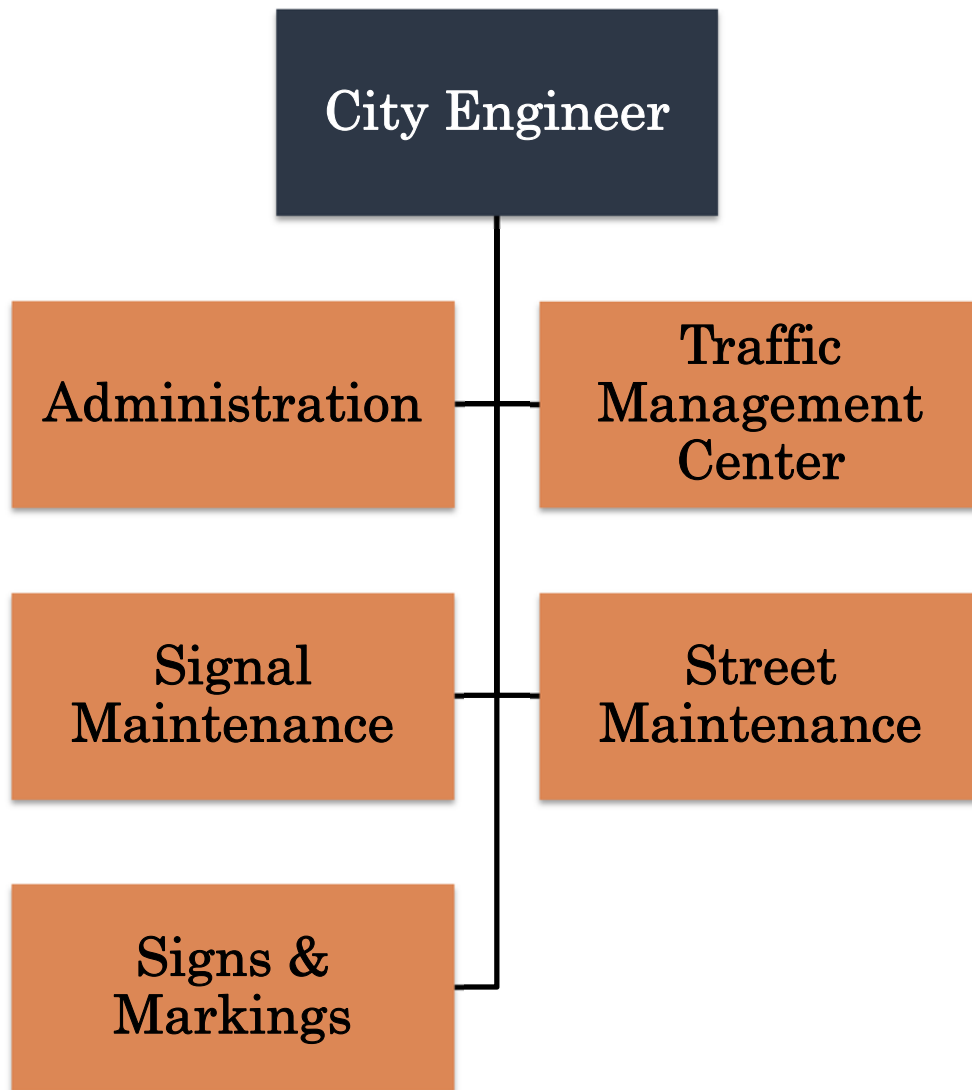 City Engineer
Administration
Traffic
Management
Center
Signal
Maintenance
Street
Maintenance
Signs &
Markings